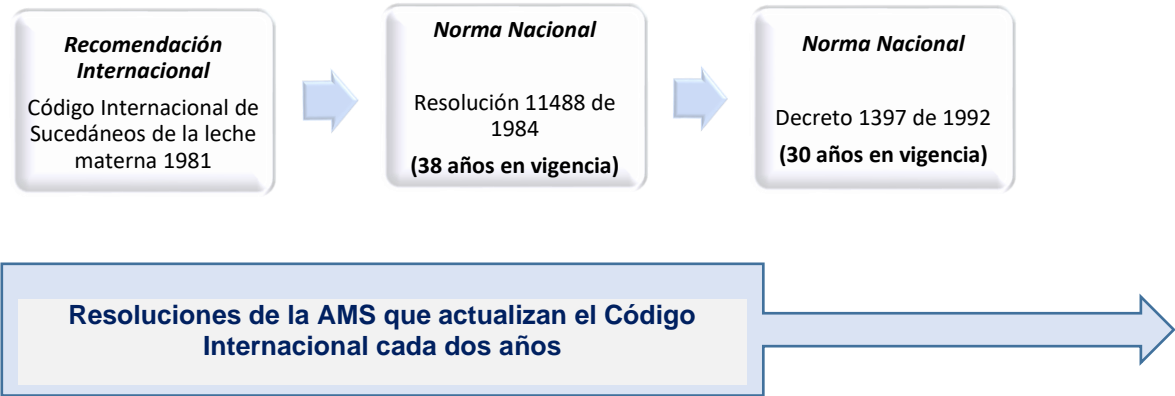 Recomendación
Internacional
Código Internacional de
Sucedáneos de la leche
materna 1981
Norma Nacional
Resolución 11488 de
1984
(38 años en vigencia)
Norma Nacional
Decreto 1397 de 1992
(30 años en vigencia)
Resoluciones de la AMS que actualizan el Código
Internacional cada dos años